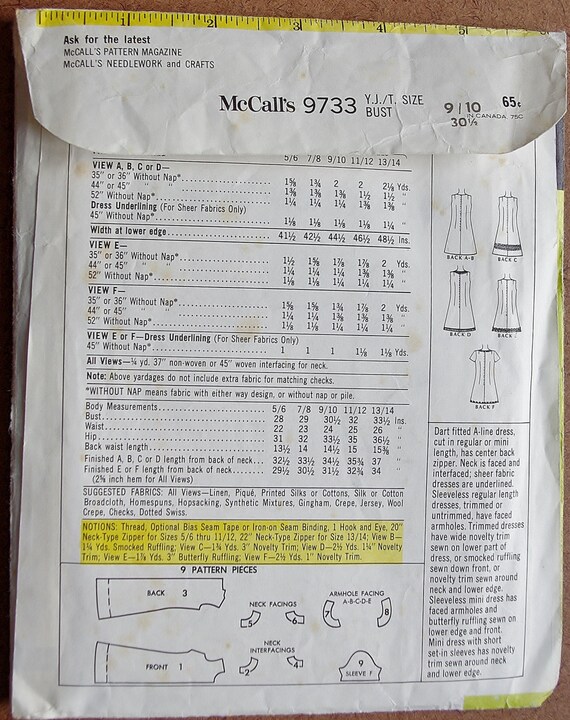 1 2 3 4 5
Ask for the latest
McCALL'S PATTERN MAGAZINE
McCALL'S NEEDLEWORK and CRAFTS
McCall's 9733 Y.J./T. SIZE 9/10 65¢
BUST 30½ IN CANADA, 75C
5/6 7/8 9/10 11/12 13/14
VIEW A, B, C or D—
35" or 36" Without Nap* 1⅝ 1¾ 2 2 2⅛ Yds.
44" or 45" " " 1⅜ 1⅜ 1⅜ 1½ 1½ "
52" Without Nap* 1¼ 1¼ 1¼ 1⅜ 1⅜ "
Dress Underlining (For Sheer Fabrics Only)
45" Without Nap* 1⅛ 1⅛ 1⅛ 1⅛ 1¼ "
Width at lower edge 41½ 42½ 44½ 46½ 48½ Ins.
VIEW E—
35" or 36" Without Nap* 1½ 1⅝ 1⅞ 1⅞ 2 Yds.
44" or 45" " " 1¼ 1¼ 1⅜ 1⅜ 1⅜ "
52" Without Nap* 1⅛ 1⅛ 1¼ 1¼ 1¼ "
VIEW F—
35" or 36" Without Nap* 1⅝ 1⅝ 1¾ 1⅞ 2 Yds.
44" or 45" " " 1¼ 1¼ 1⅜ 1⅜ 1⅜ "
52" Without Nap* 1⅛ 1⅛ 1¼ 1¼ 1¼ "
VIEW E or F—Dress Underlining (For Sheer Fabrics Only)
45" Without Nap* 1 1 1 1⅛ 1⅛ Yds.
All Views—¼ yd. 37" non-woven or 45" woven interfacing for neck.
Note: Above yardages do not include extra fabric for matching checks.
*WITHOUT NAP means fabric with either way design, or without nap or pile.
Body Measurements 5/6 7/8 9/10 11/12 13/14
Bust 28 29 30½ 32 33½ Ins.
Waist 22 23 24 25 26 "
Hip 31 32 33½ 35 36½ "
Back waist length 13½ 14 14½ 15 15⅜ "
Finished A, B, C or D length from back of neck 32½ 33½ 34½ 35¾ 37 "
Finished E or F length from back of neck 29½ 30½ 31½ 32¾ 34 "
(2⅝ inch hem for All Views)
SUGGESTED FABRICS: All Views—Linen, Piqué, Printed Silks or Cottons, Silk or Cotton
Broadcloth, Homespuns, Hopsacking, Synthetic Mixtures, Gingham, Crepe, Jersey, Wool
Crepe, Checks, Dotted Swiss.
NOTIONS: Thread, Optional Bias Seam Tape or Iron-on Seam Binding, 1 Hook and Eye, 20"
Neck-Type Zipper for Sizes 5/6 thru 11/12, 22" Neck-Type Zipper for Size 13/14; View B—
1¼ Yds. Smocked Ruffling; View C—1¾ Yds. 3" Novelty Trim; View D—2½ Yds. 1¼" Novelty
Trim; View E—1⅞ Yds. 3" Butterfly Ruffling; View F—2½ Yds. 1" Novelty Trim.
9 PATTERN PIECES
BACK 3
NECK FACINGS
5 6
ARMHOLE FACING
A-B-C-D-E
7 8
FRONT 1
NECK
INTERFACINGS
2 4
9
SLEEVE F
BACK A-B
BACK C
BACK D
BACK E
BACK F
Dart fitted A-line dress,
cut in regular or mini
length, has center back
zipper. Neck is faced and
interfaced; sheer fabric
dresses are underlined.
Sleeveless regular length
dresses, trimmed or
untrimmed, have faced
armholes. Trimmed dresses
have wide novelty trim
sewn on lower part of
dress, or smocked ruffling
sewn down front, or
novelty trim sewn around
neck and lower edge.
Sleeveless mini dress has
faced armholes and
butterfly ruffling sewn on
lower edge and front.
Mini dress with short
set-in sleeves has novelty
trim sewn around neck
and lower edge.